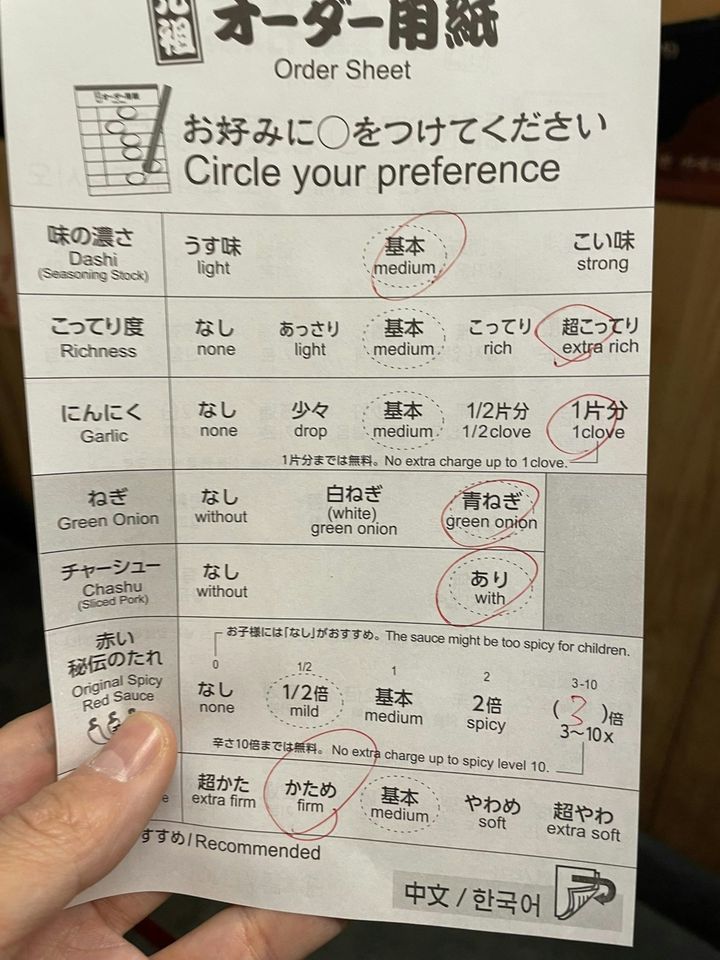 元祖 オーダー用紙
Order Sheet
お好みに○をつけてください
Circle your preference
味の濃さ
Dashi
(Seasoning Stock)
うす味
light
基本
medium
こい味
strong
こってり度
Richness
なし
none
あっさり
light
基本
medium
こってり
rich
超こってり
extra rich
にんにく
Garlic
なし
none
少々
drop
基本
medium
1/2片分
1/2clove
1片分
1clove
1片分までは無料。No extra charge up to 1clove.
ねぎ
Green Onion
なし
without
白ねぎ
(white)
green onion
青ねぎ
green onion
チャーシュー
Chashu
(Sliced Pork)
なし
without
あり
with
赤い
秘伝のたれ
Original Spicy
Red Sauce
お子様には「なし」がおすすめ。The sauce might be too spicy for children.
0
なし
none
1/2
1/2倍
mild
1
基本
medium
2
2倍
spicy
3-10
(3)倍
3~10x
辛さ10倍までは無料。No extra charge up to spicy level 10.
超かた
extra firm
かため
firm
基本
medium
やわめ
soft
超やわ
extra soft
すすめ/Recommended
中文/한국어